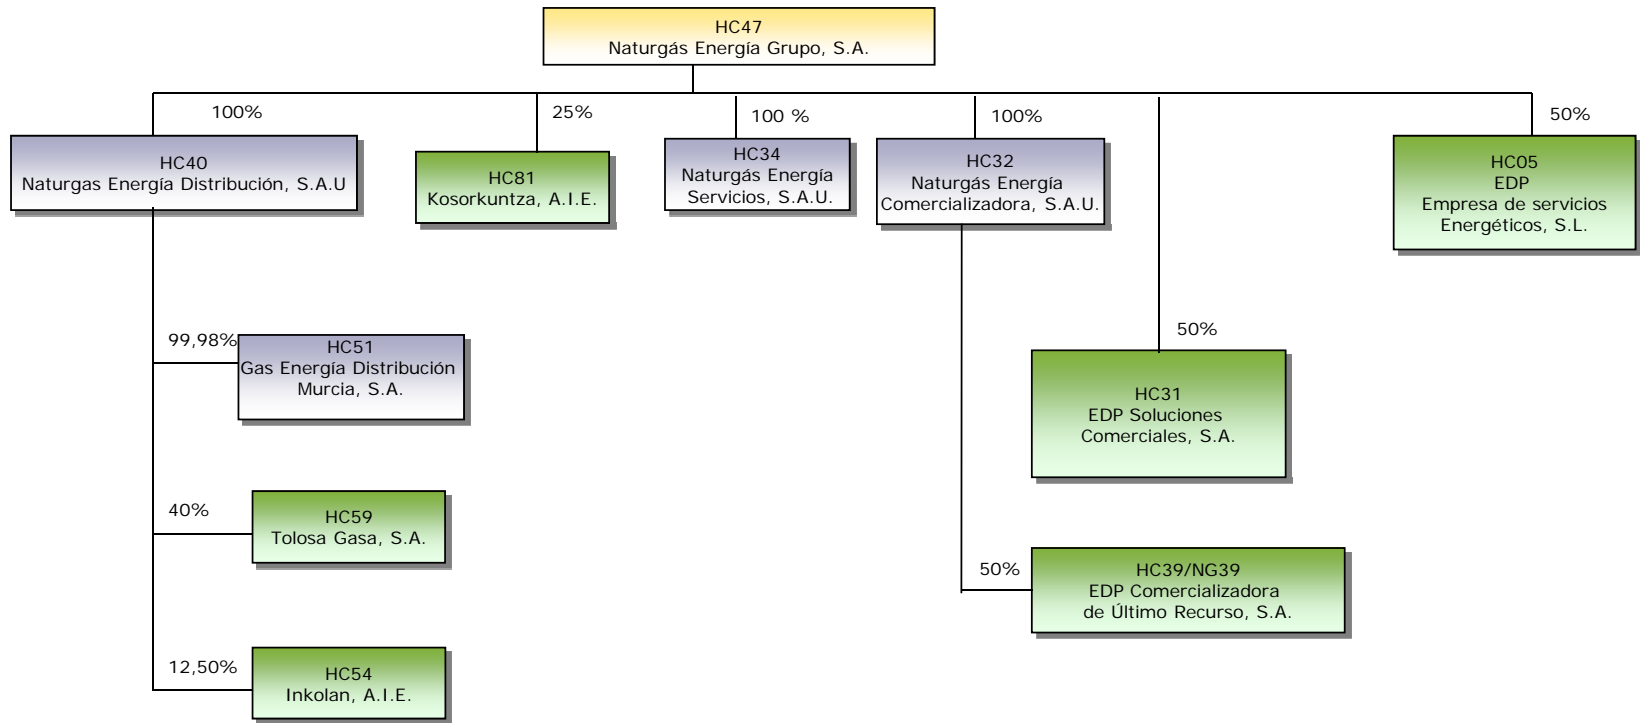 HC47
Naturgás Energía Grupo, S.A.
100%
25%
100 %
100%
50%
HC40
Naturgas Energía Distribución, S.A.U
HC81
Kosorkuntza, A.I.E.
HC34
Naturgás Energía
Servicios, S.A.U.
HC32
Naturgás Energía
Comercializadora, S.A.U.
HC05
EDP
Empresa de servicios
Energéticos, S.L.
99,98%
HC51
Gas Energía Distribución
Murcia, S.A.
50%
HC31
EDP Soluciones
Comerciales, S.A.
40%
HC59
Tolosa Gasa, S.A.
50%
HC39/NG39
EDP Comercializadora
de Último Recurso, S.A.
12,50%
HC54
Inkolan, A.I.E.